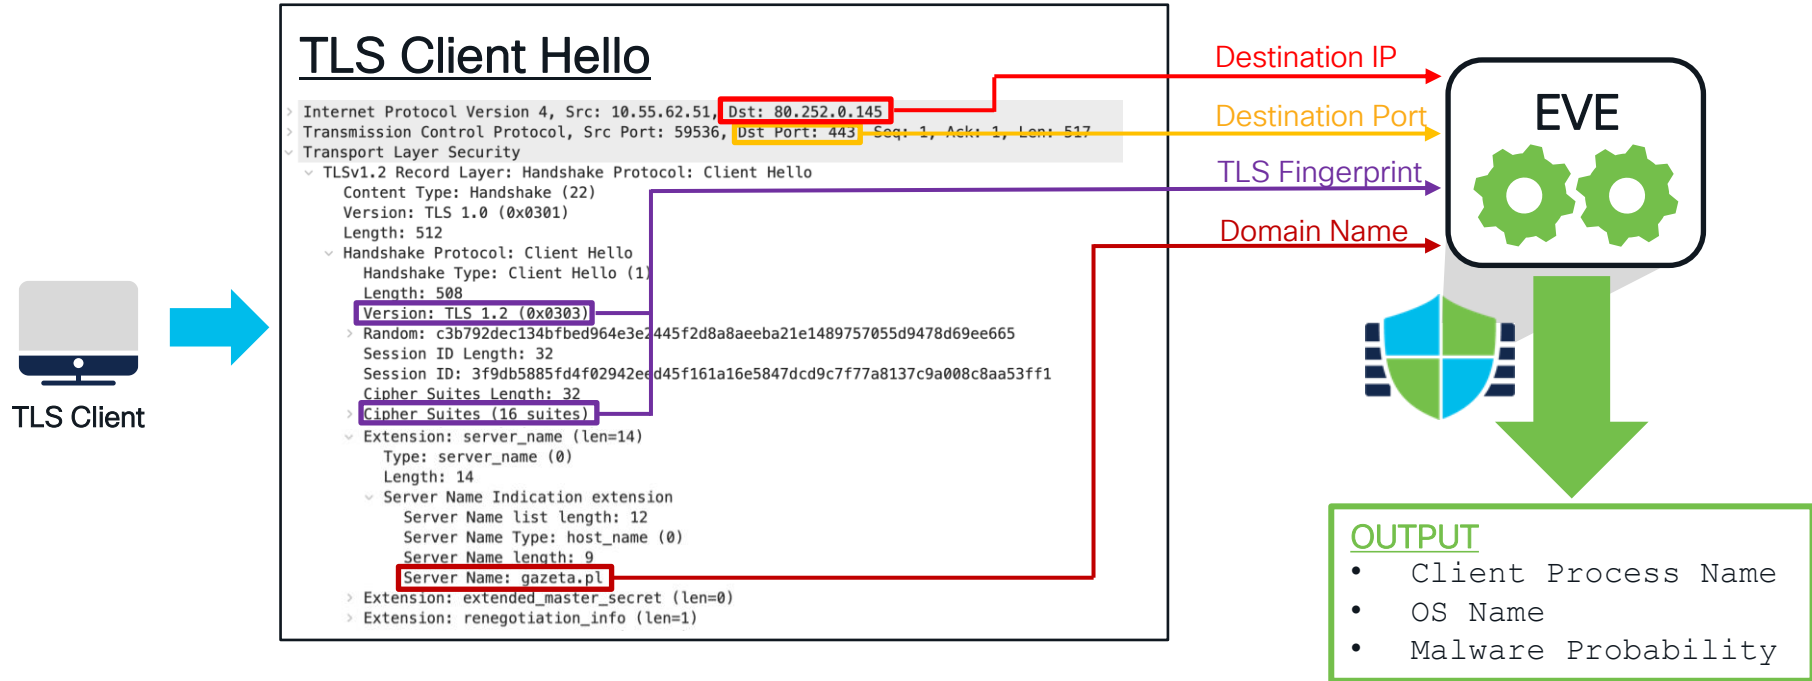 TLS Client Hello
Internet Protocol Version 4, Src: 10.55.62.51, Dst: 80.252.0.145
Transmission Control Protocol, Src Port: 59536, Dst Port: 443, Seq: 1, Ack: 1, Len: 517
Transport Layer Security
TLSv1.2 Record Layer: Handshake Protocol: Client Hello
Content Type: Handshake (22)
Version: TLS 1.0 (0x0301)
Length: 512
Handshake Protocol: Client Hello
Handshake Type: Client Hello (1)
Length: 508
Version: TLS 1.2 (0x0303)
Random: c3b792dec134bfbed964e3e2445f2d8a8aeeba21e1489757055d9478d69ee665
Session ID Length: 32
Session ID: 3f9db5885fd4f02942eed45f161a16e5847dcd9c7f77a8137c9a008c8aa53ff1
Cipher Suites Length: 32
Cipher Suites (16 suites)
Extension: server_name (len=14)
Type: server_name (0)
Length: 14
Server Name Indication extension
Server Name list length: 12
Server Name Type: host_name (0)
Server Name length: 9
Server Name: gazeta.pl
Extension: extended_master_secret (len=0)
Extension: renegotiation_info (len=1)
TLS Client
Destination IP
Destination Port
TLS Fingerprint
Domain Name
EVE
OUTPUT
• Client Process Name
• OS Name
• Malware Probability